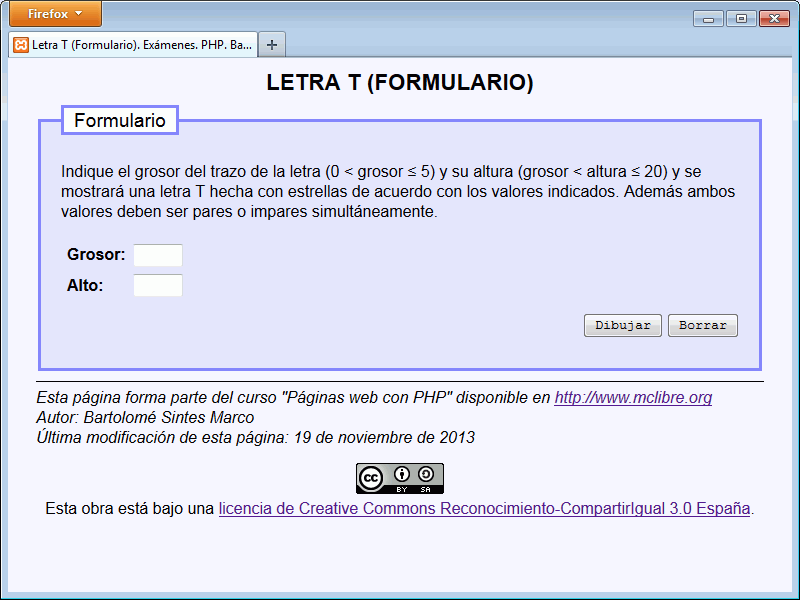 Firefox
Letra T (Formulario). Exámenes. PHP. Ba...
LETRA T (FORMULARIO)
Formulario
Indique el grosor del trazo de la letra (0 < grosor ≤ 5) y su altura (grosor < altura ≤ 20) y se
mostrará una letra T hecha con estrellas de acuerdo con los valores indicados. Además ambos
valores deben ser pares o impares simultáneamente.
Grosor:
Alto:
Dibujar Borrar
Esta página forma parte del curso "Páginas web con PHP" disponible en http://www.mclibre.org
Autor: Bartolomé Sintes Marco
Última modificación de esta página: 19 de noviembre de 2013
cc BY SA
Esta obra está bajo una licencia de Creative Commons Reconocimiento-CompartirIgual 3.0 España.